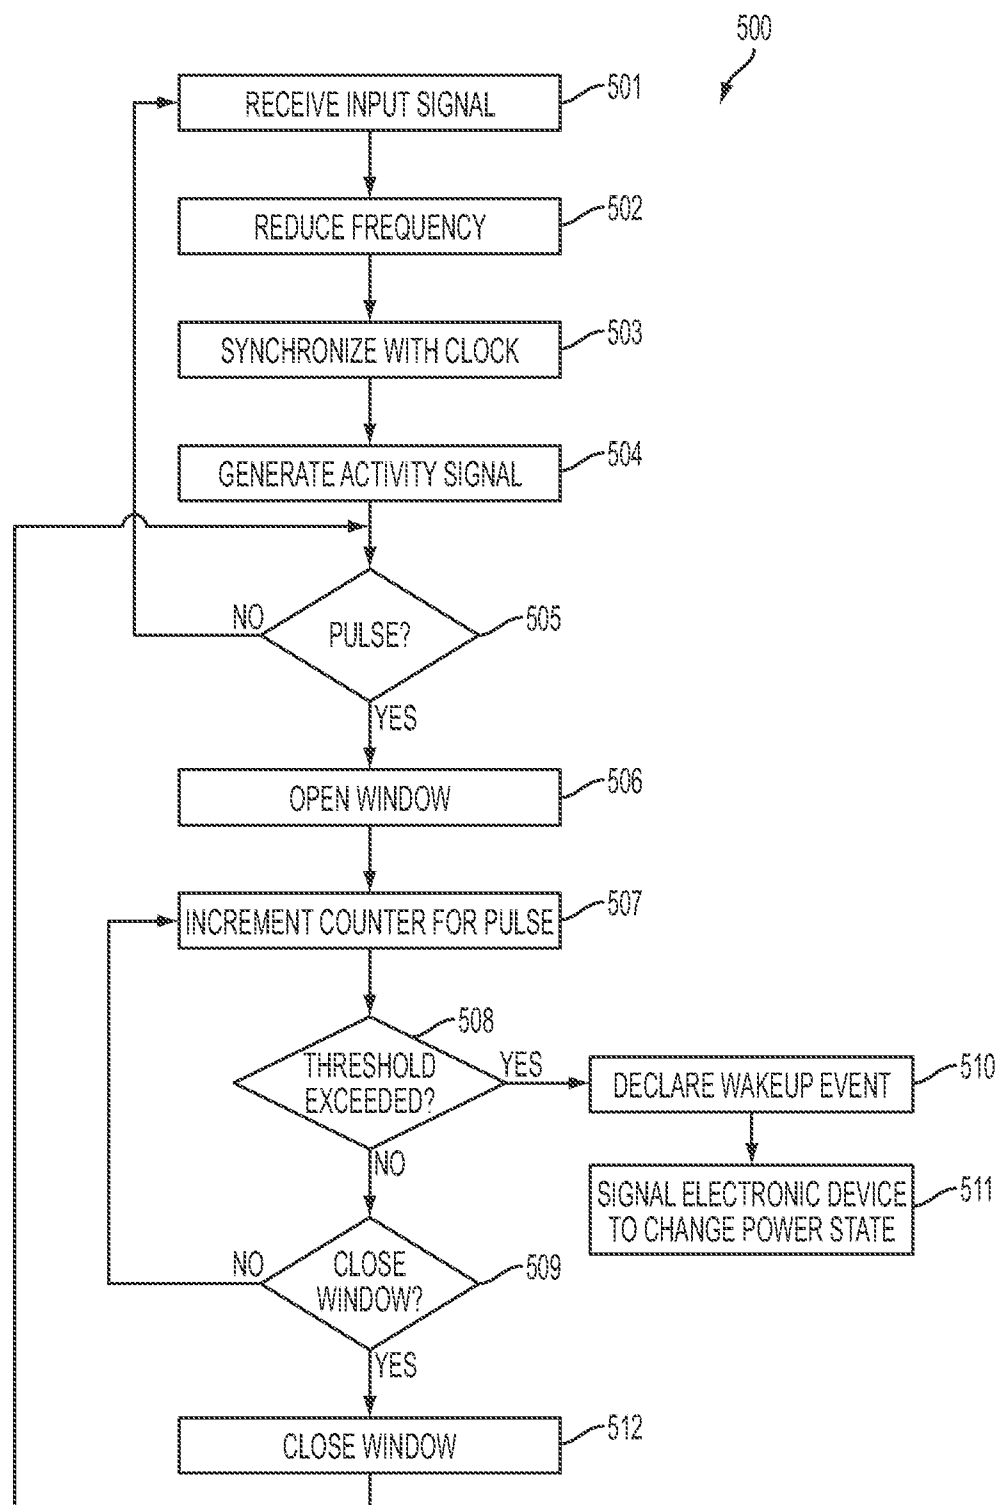 500
RECEIVE INPUT SIGNAL
501
REDUCE FREQUENCY
502
SYNCHRONIZE WITH CLOCK
503
GENERATE ACTIVITY SIGNAL
504
PULSE?
505
NO
YES
OPEN WINDOW
506
INCREMENT COUNTER FOR PULSE
507
THRESHOLD
EXCEEDED?
508
YES
NO
DECLARE WAKEUP EVENT
510
SIGNAL ELECTRONIC DEVICE
TO CHANGE POWER STATE
511
CLOSE
WINDOW?
509
NO
YES
CLOSE WINDOW
512